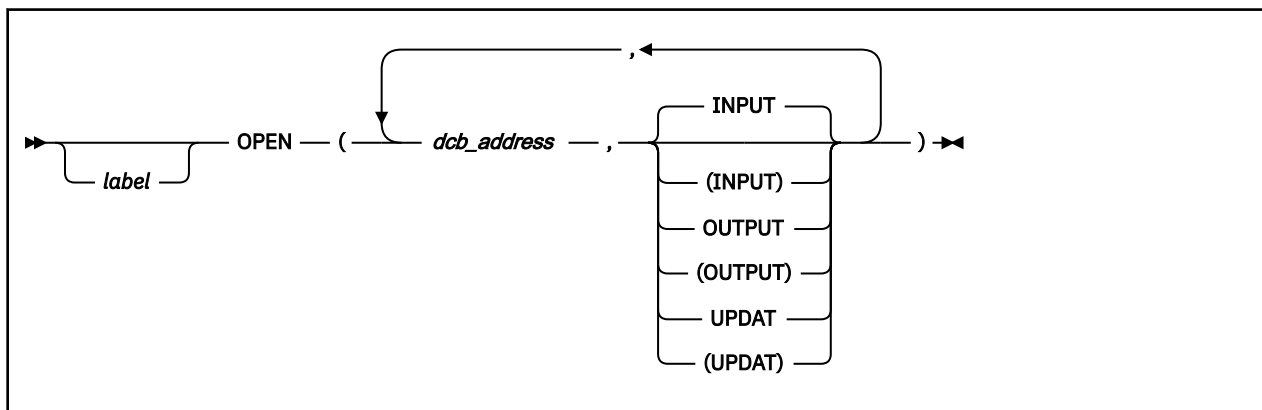 ,
INPUT
OPEN ( dcb_address , )
label
(INPUT)
OUTPUT
(OUTPUT)
UPDAT
(UPDAT)